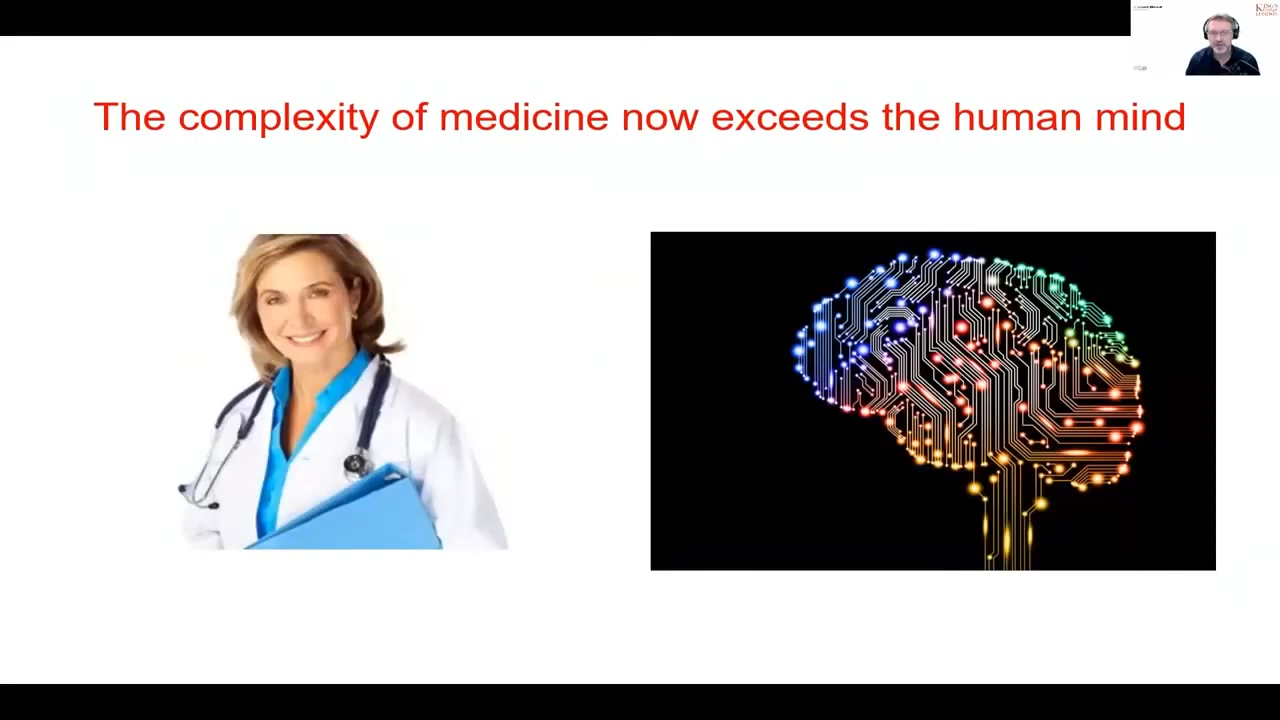 The complexity of medicine now exceeds the human mind